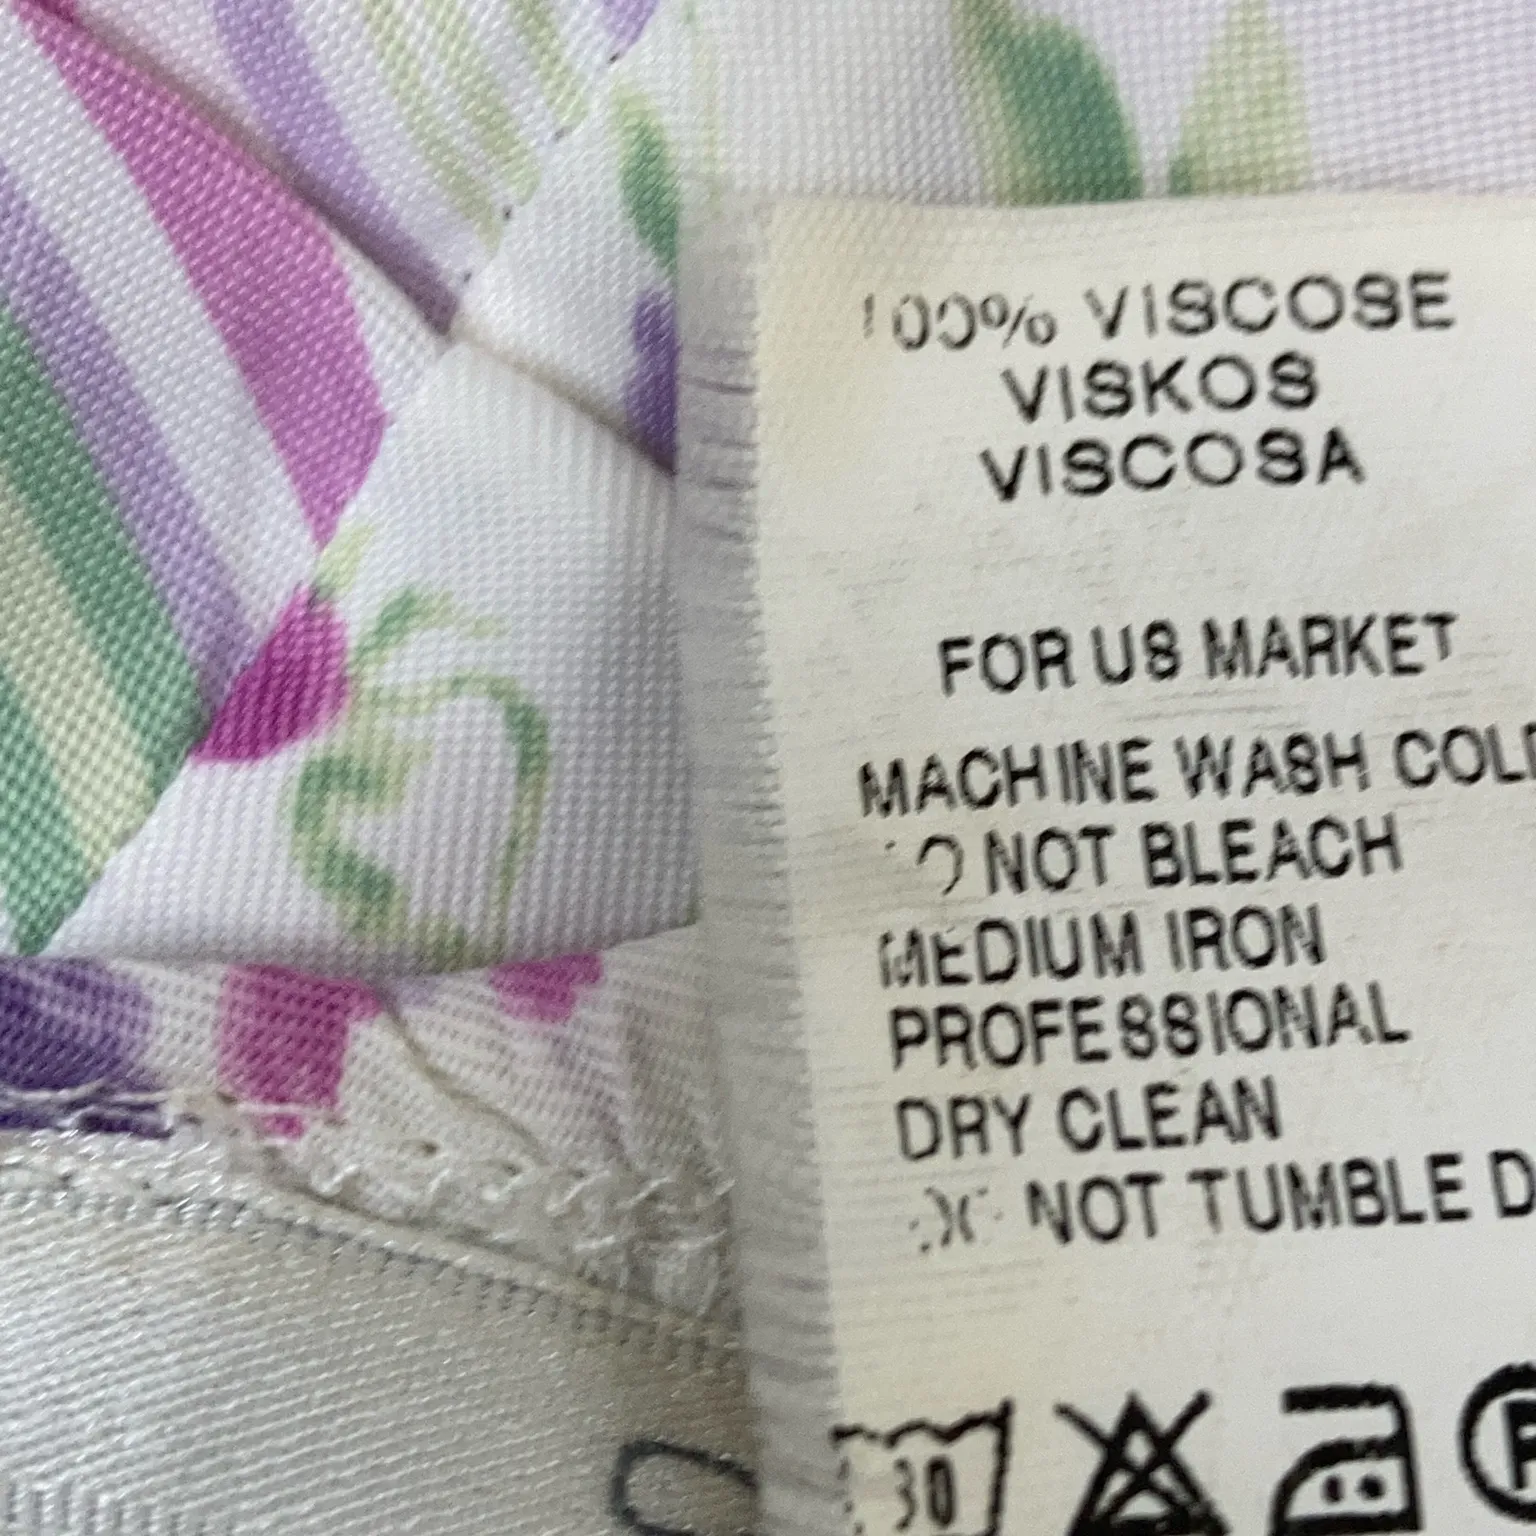 100% VISCOSE
VISKOS
VISCOSA
FOR US MARKET
MACHINE WASH COLD
DO NOT BLEACH
MEDIUM IRON
PROFESSIONAL
DRY CLEAN
NOT TUMBLE D
30
P